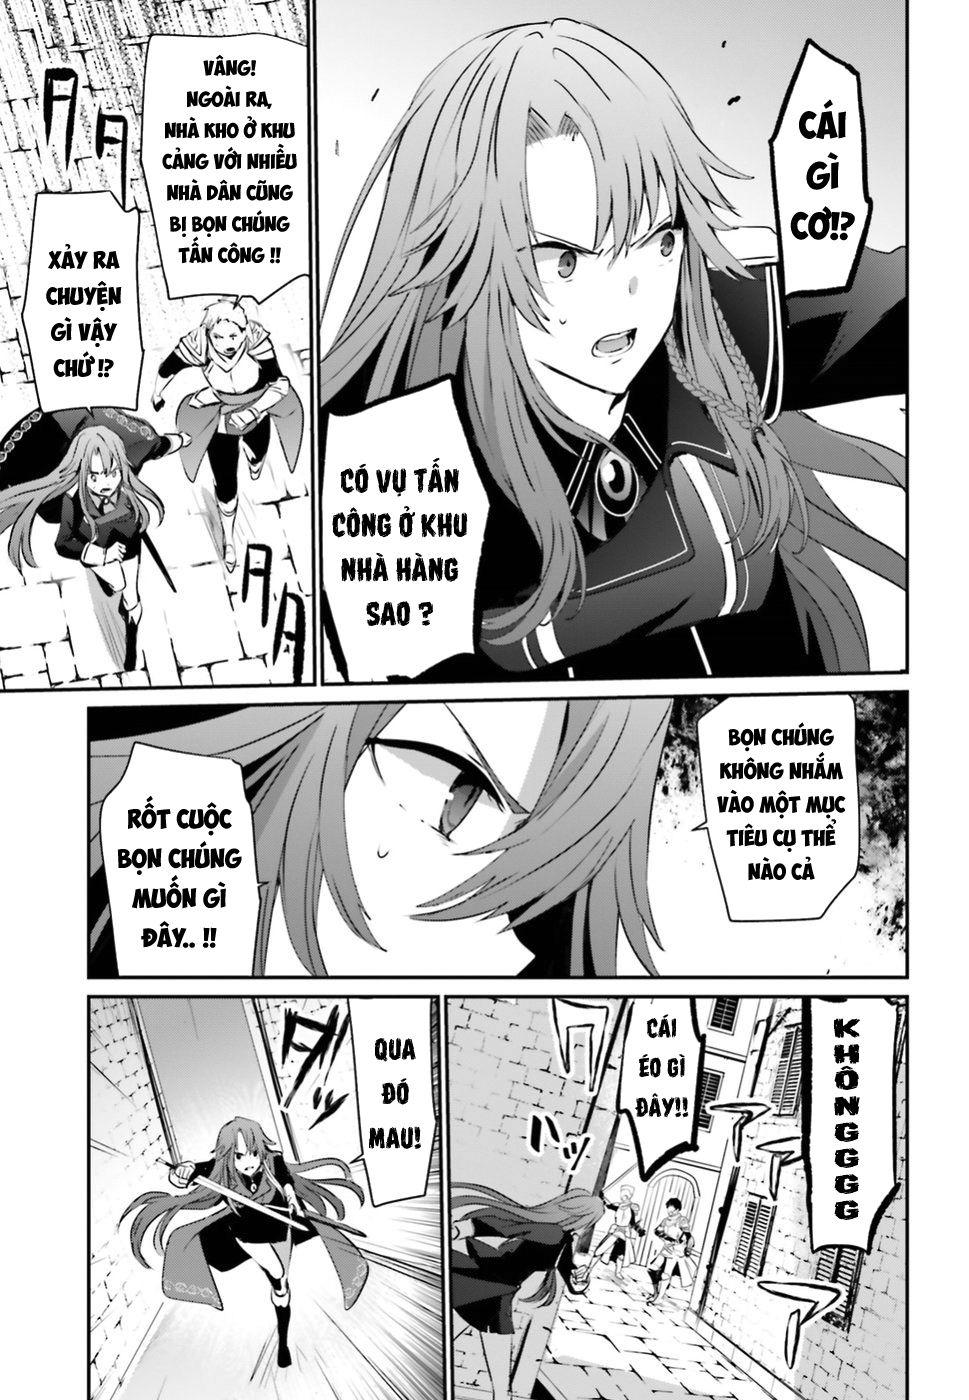 CÁI
GÌ
CƠ!?
CÓ VỤ TẤN
CÔNG Ở KHU
NHÀ HÀNG
SAO ?
VÂNG!
NGOÀI RA,
NHÀ KHO Ở KHU
CẢNG VỚI NHIỀU
NHÀ DÂN CŨNG
BỊ BỌN CHÚNG
TẤN CÔNG !!
XẢY RA
CHUYỆN
GÌ VẬY
CHỨ !?
BỌN CHÚNG
KHÔNG NHẮM
VÀO MỘT MỤC
TIÊU CỤ THỂ
NÀO CẢ
RỐT CUỘC
BỌN CHÚNG
MUỐN GÌ
ĐÂY.. !!
KHÔNGGGG
CÁI
ÉO GÌ
ĐÂY!!
QUA
ĐÓ
MAU!